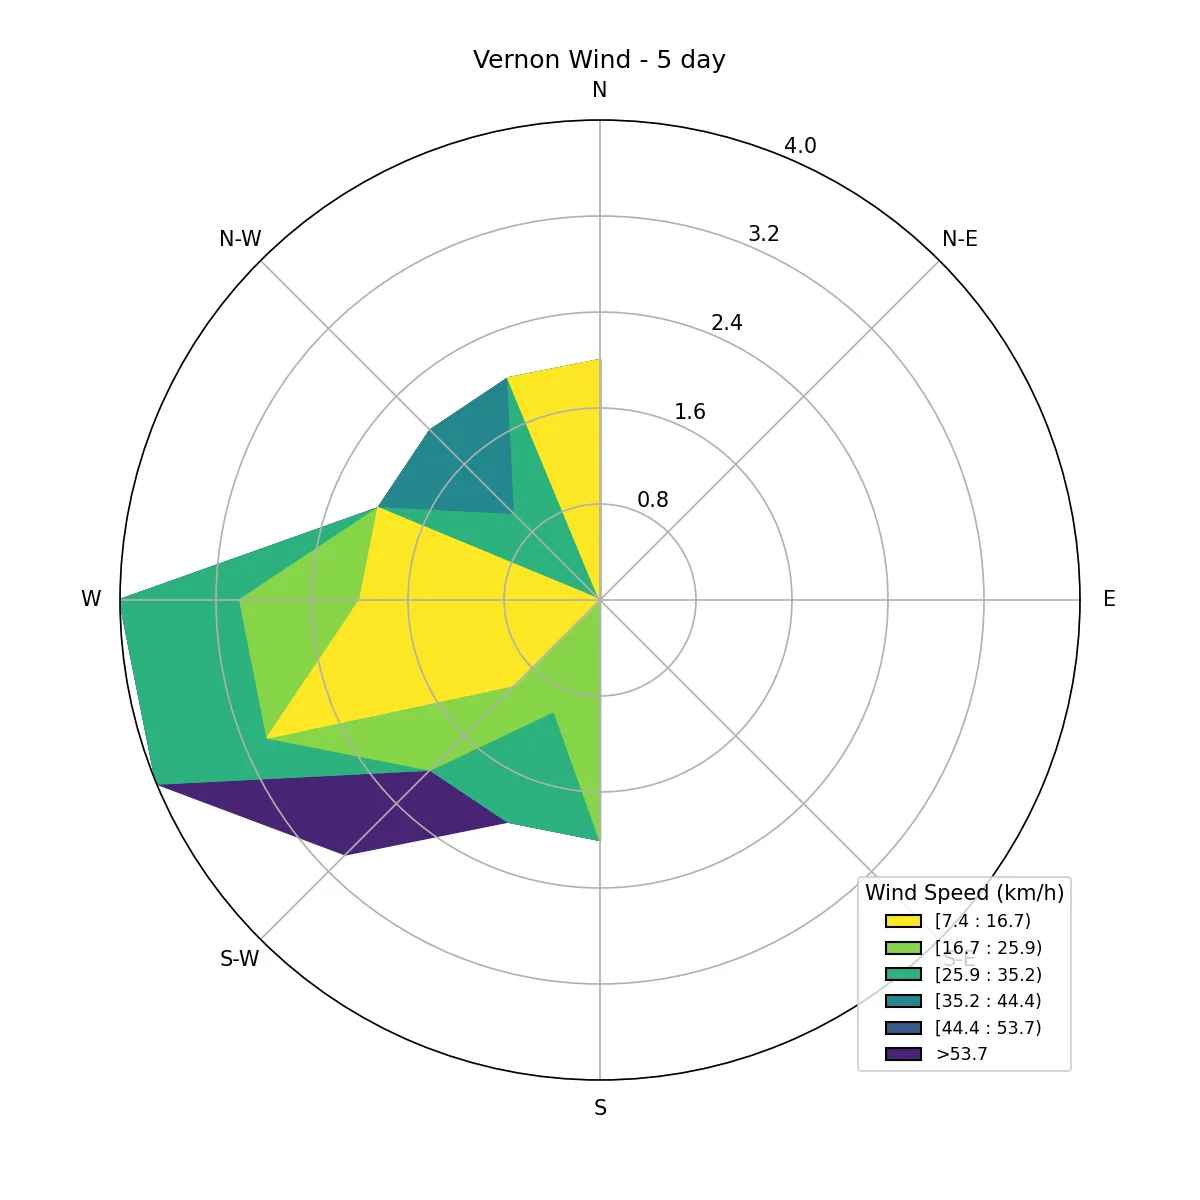 Vernon Wind - 5 day
N
4.0
N-W
3.2
N-E
2.4
1.6
0.8
W
E
S-W
S-E
S
Wind Speed (km/h)
[7.4 : 16.7)
[16.7 : 25.9)
[25.9 : 35.2)
[35.2 : 44.4)
[44.4 : 53.7)
>53.7